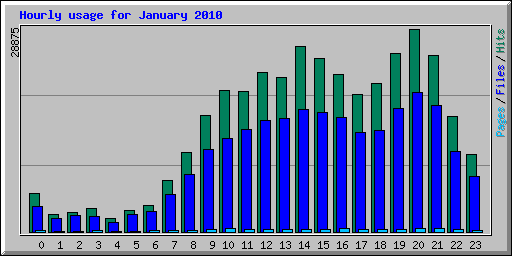 Hourly usage for January 2010
28875
Pages/Files/Hits
0 1 2 3 4 5 6 7 8 9 10 11 12 13 14 15 16 17 18 19 20 21 22 23